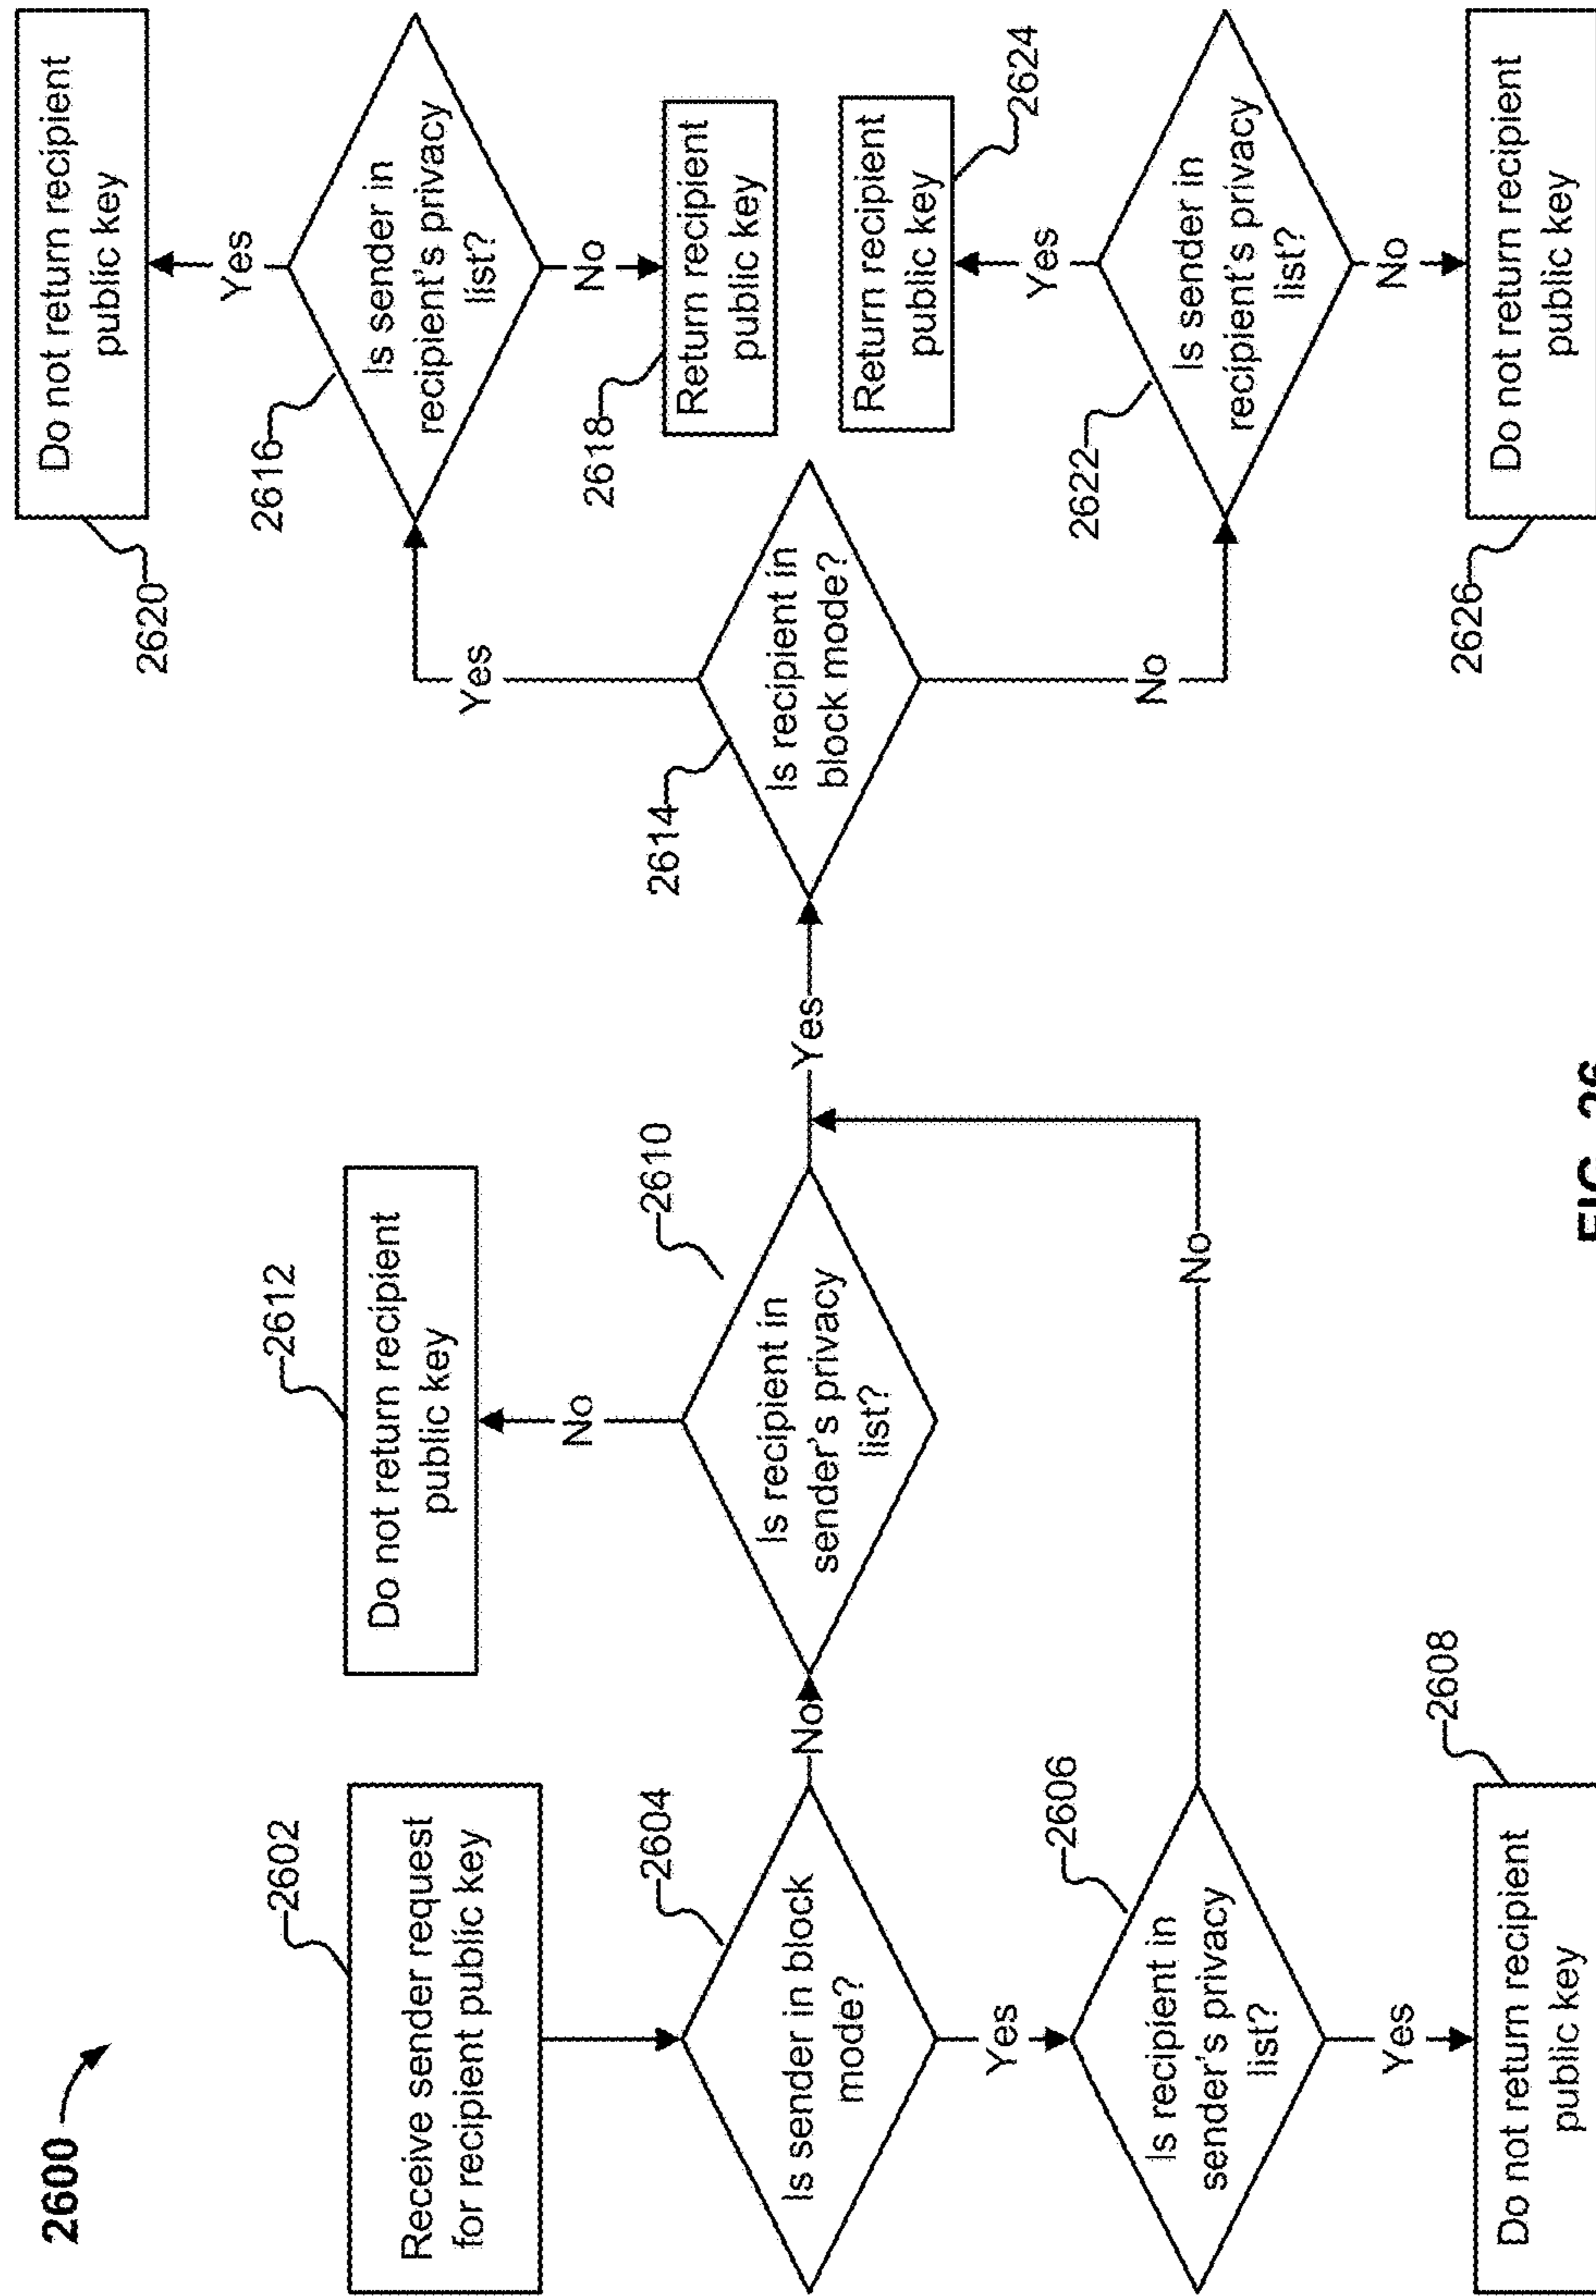 2600
2602
Receive sender request
for recipient public key
2604
Is sender in block
mode?
No
Yes
2606
Is recipient in
sender's privacy
list?
No
Yes
2608
Do not return recipient
public key
2610
Is recipient in
sender's privacy
list?
No
2612
Do not return recipient
public key
Yes
2614
Is recipient in
block mode?
Yes
No
2616
Is sender in
recipient's privacy
list?
Yes
2620
Do not return recipient
public key
No
2618
Return recipient
public key
2622
Is sender in
recipient's privacy
list?
Yes
2624
Return recipient
public key
No
2626
Do not return recipient
public key
FIG. 26